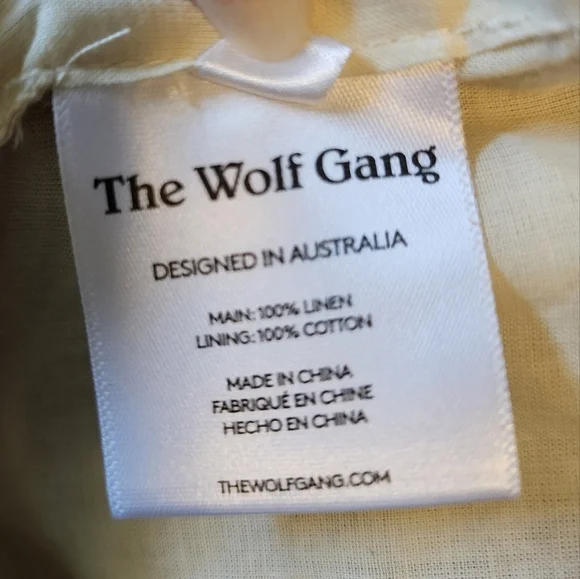 The Wolf Gang
DESIGNED IN AUSTRALIA
MAIN: 100% LINEN
LINING: 100% COTTON
MADE IN CHINA
FABRIQUÉ EN CHINE
HECHO EN CHINA
THEWOLFGANG.COM